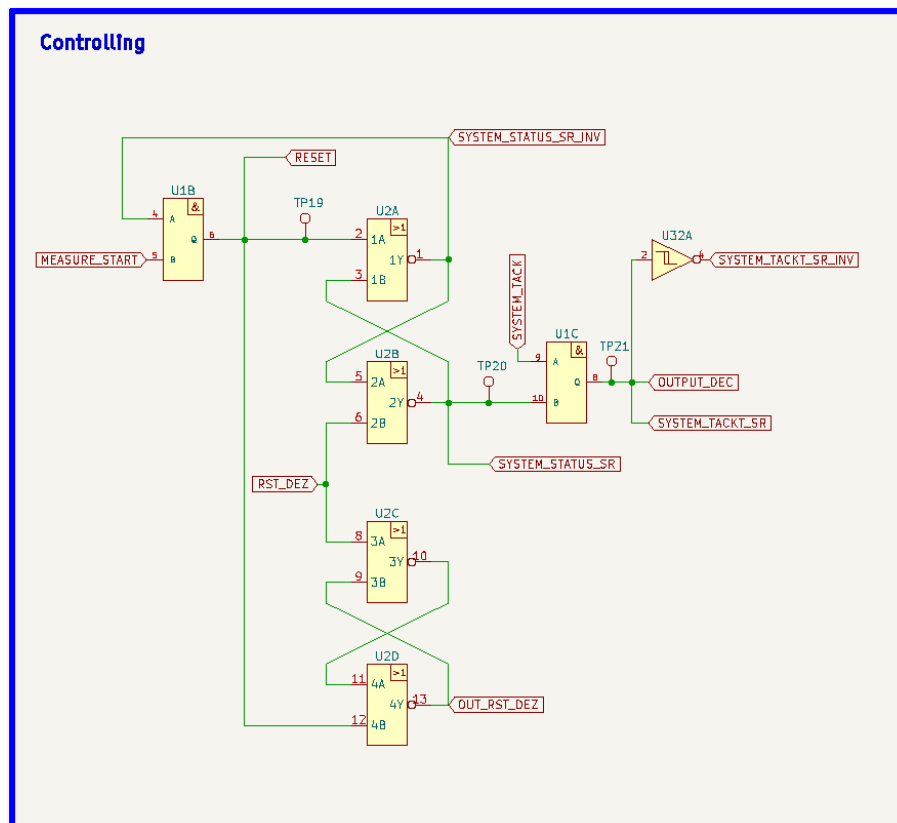 Controlling
SYSTEM_STATUS_SR_INV
RESET
U1B
4 A & Q 6
MEASURE_START 5 B
TP19
U2A
2 1A >1 1Y 1
3 1B
SYSTEM_TACK
U32A
2 4 SYSTEM_TACKT_SR_INV
U2B
5 2A >1 2Y 4
6 2B
TP20
U1C
9 A & Q 8
10 B
TP21
OUTPUT_DEC
SYSTEM_TACKT_SR
SYSTEM_STATUS_SR
RST_DEZ
U2C
8 3A >1 3Y 10
9 3B
U2D
11 4A >1 4Y 13
12 4B
OUT_RST_DEZ